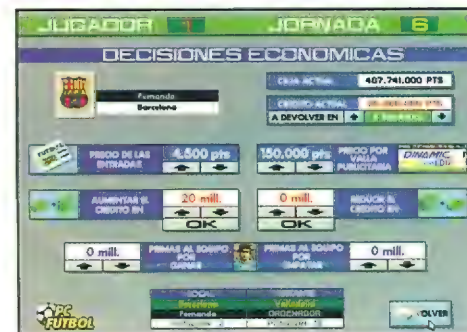 JUGADOR 1 JORNADA 6
DECISIONES ECONOMICAS
Fernando
Barcelona
CAJA ACTUAL 407.741.000 PTS
CREDITO ACTUAL
A DEVOLVER EN
PRECIO DE LAS ENTRADAS 4.500 pts
150.000 pts PRECIO POR VALLA PUBLICITARIA
DINAMIC
AUMENTAR EL CREDITO EN 20 mill.
OK
0 mill. REDUCIR EL CREDITO EN
OK
0 mill. PRIMAS AL EQUIPO POR GANAR
PRIMAS AL EQUIPO POR EMPATAR 0 mill.
LOCAL
Barcelona Valladolid
Fernando ORDENADOR
PC FUTBOL
VOLVER